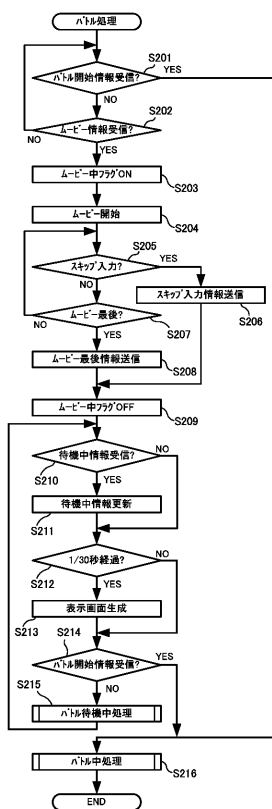 バトル処理
S201
バトル開始情報受信?
YES
NO
S202
ムービー情報受信?
NO
YES
ムービー中フラグON
S203
ムービー開始
S204
S205
スキップ入力?
YES
NO
スキップ入力情報送信
S206
ムービー最後?
NO
S207
YES
ムービー最後情報送信
S208
ムービー中フラグOFF
S209
待機中情報受信?
NO
S210
YES
待機中情報更新
S211
1/30秒経過?
NO
S212
YES
表示画面生成
S213
S214
バトル開始情報受信?
YES
S215
NO
バトル待機中処理
バトル中処理
S216
END